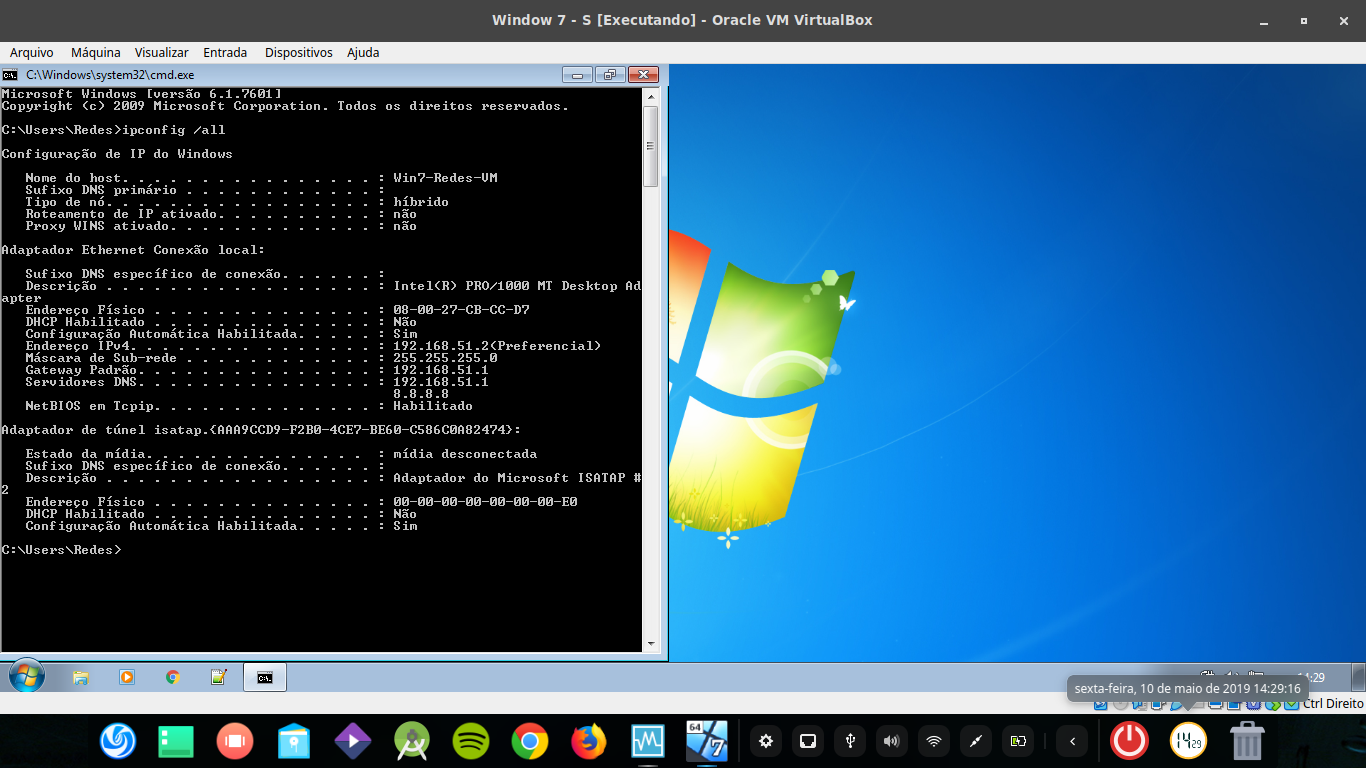 Window 7 - S [Executando] - Oracle VM VirtualBox
Arquivo Máquina Visualizar Entrada Dispositivos Ajuda
C:\Windows\system32\cmd.exe
Microsoft Windows [versão 6.1.7601]
Copyright (c) 2009 Microsoft Corporation. Todos os direitos reservados.
C:\Users\Redes>ipconfig /all
Configuração de IP do Windows
Nome do host. . . . . . . . . . . . . . . . : Win7-Redes-VM
Sufixo DNS primário . . . . . . . . . . . . :
Tipo de nó. . . . . . . . . . . . . . . . . : híbrido
Roteamento de IP ativado. . . . . . . . . . : não
Proxy WINS ativado. . . . . . . . . . . . . : não
Adaptador Ethernet Conexão local:
Sufixo DNS específico de conexão. . . . . . :
Descrição . . . . . . . . . . . . . . . . . : Intel(R) PRO/1000 MT Desktop Ad
apter
Endereço Físico . . . . . . . . . . . . . . : 08-00-27-CB-CC-D7
DHCP Habilitado . . . . . . . . . . . . . . : Não
Configuração Automática Habilitada. . . . . : Sim
Endereço IPv4. . . . . . . . . . . . . . . : 192.168.51.2(Preferencial)
Máscara de Sub-rede . . . . . . . . . . . . : 255.255.255.0
Gateway Padrão. . . . . . . . . . . . . . . : 192.168.51.1
Servidores DNS. . . . . . . . . . . . . . . : 192.168.51.1
8.8.8.8
NetBIOS em Tcpip. . . . . . . . . . . . . . : Habilitado
Adaptador de túnel isatap.{AAA9CCD9-F2B0-4CE7-BE60-C586C0A82474}:
Estado da mídia. . . . . . . . . . . . . . : mídia desconectada
Sufixo DNS específico de conexão. . . . . . :
Descrição . . . . . . . . . . . . . . . . . : Adaptador do Microsoft ISATAP #
2
Endereço Físico . . . . . . . . . . . . . . : 00-00-00-00-00-00-00-E0
DHCP Habilitado . . . . . . . . . . . . . . : Não
Configuração Automática Habilitada. . . . . : Sim
C:\Users\Redes>
sexta-feira, 10 de maio de 2019 14:29:16
Ctrl Direito
64
7
14 29